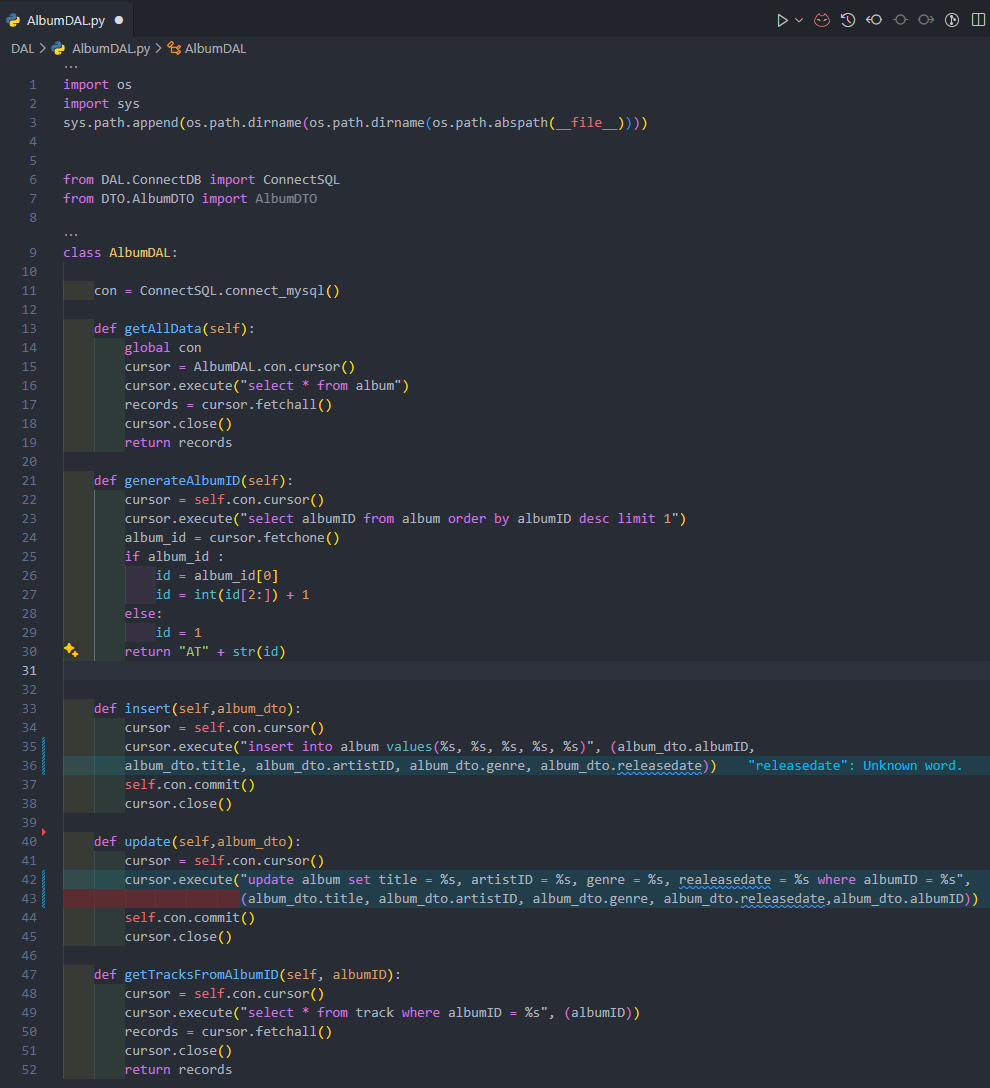 AlbumDAL.py
DAL > AlbumDAL.py > AlbumDAL
...
1 import os
2 import sys
3 sys.path.append(os.path.dirname(os.path.dirname(os.path.abspath(__file__))))
4
5
6 from DAL.ConnectDB import ConnectSQL
7 from DTO.AlbumDTO import AlbumDTO
8
...
9 class AlbumDAL:
10
11 con = ConnectSQL.connect_mysql()
12
13 def getAllData(self):
14 global con
15 cursor = AlbumDAL.con.cursor()
16 cursor.execute("select * from album")
17 records = cursor.fetchall()
18 cursor.close()
19 return records
20
21 def generateAlbumID(self):
22 cursor = self.con.cursor()
23 cursor.execute("select albumID from album order by albumID desc limit 1")
24 album_id = cursor.fetchone()
25 if album_id :
26 id = album_id[0]
27 id = int(id[2:]) + 1
28 else:
29 id = 1
30 return "AT" + str(id)
31
32
33 def insert(self,album_dto):
34 cursor = self.con.cursor()
35 cursor.execute("insert into album values(%s, %s, %s, %s, %s)", (album_dto.albumID,
36 album_dto.title, album_dto.artistID, album_dto.genre, album_dto.releasedate)) "releasedate": Unknown word.
37 self.con.commit()
38 cursor.close()
39
40 def update(self,album_dto):
41 cursor = self.con.cursor()
42 cursor.execute("update album set title = %s, artistID = %s, genre = %s, realeasedate = %s where albumID = %s",
43 (album_dto.title, album_dto.artistID, album_dto.genre, album_dto.releasedate,album_dto.albumID))
44 self.con.commit()
45 cursor.close()
46
47 def getTracksFromAlbumID(self, albumID):
48 cursor = self.con.cursor()
49 cursor.execute("select * from track where albumID = %s", (albumID))
50 records = cursor.fetchall()
51 cursor.close()
52 return records